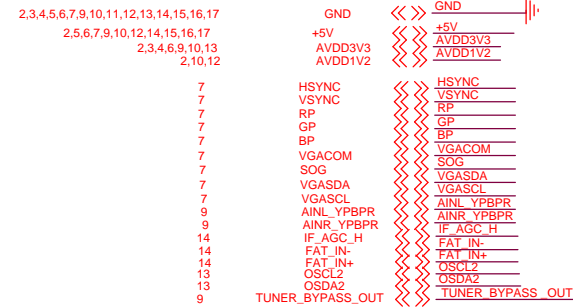 2,3,4,5,6,7,9,10,11,12,13,14,15,16,17 GND GND
2,5,6,7,9,10,12,14,15,16,17 +5V +5V
2,3,4,6,9,10,13 AVDD3V3 AVDD3V3
2,10,12 AVDD1V2 AVDD1V2
7 HSYNC HSYNC
7 VSYNC VSYNC
7 RP RP
7 GP GP
7 BP BP
7 VGACOM VGACOM
7 SOG SOG
7 VGASDA VGASDA
7 VGASCL VGASCL
9 AINL_YPBPR AINL_YPBPR
9 AINR_YPBPR AINR_YPBPR
14 IF_AGC_H IF_AGC_H
14 FAT_IN- FAT_IN-
14 FAT_IN+ FAT_IN+
13 OSCL2 OSCL2
13 OSDA2 OSDA2
9 TUNER_BYPASS_OUT TUNER_BYPASS _OUT